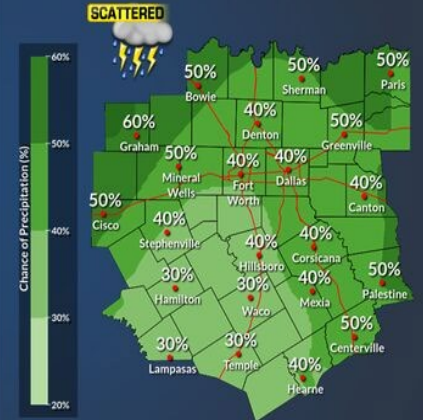 SCATTERED
60%
50%
40%
30%
20%
Chance of Precipitation (%)
50%
Bowie
50%
Sherman
50%
Paris
60%
Graham
40%
Denton
50%
Greenville
50%
Mineral
Wells
40%
Fort
Worth
40%
Dallas
40%
Canton
50%
Cisco
40%
Stephenville
40%
Hillsboro
40%
Corsicana
30%
Hamilton
30%
Waco
40%
Mexia
50%
Palestine
30%
Lampasas
30%
Temple
50%
Centerville
40%
Hearne